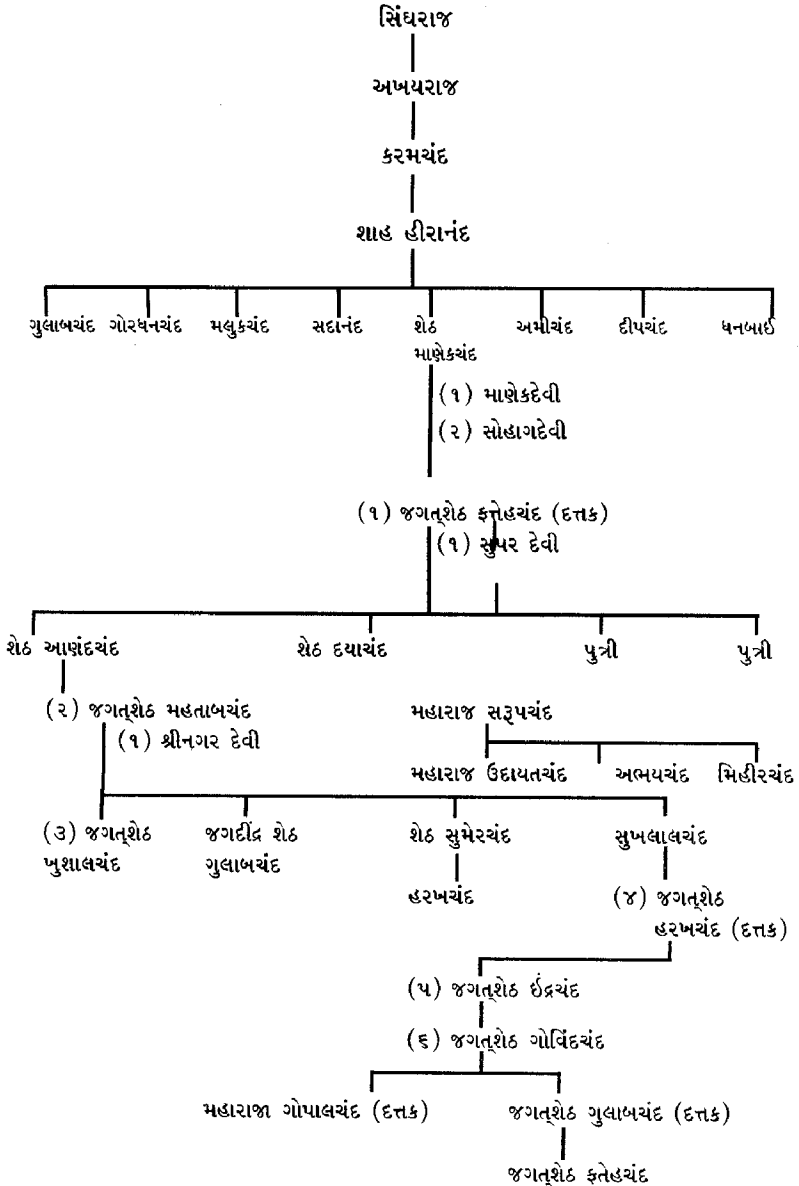 સિંઘરાજ
અખયરાજ
કરમચંદ
શાહ હીરાનંદ
ગુલાબચંદ ગોરધનચંદ મલુકચંદ સદાનંદ શેઠ અમીચંદ દીપચંદ ધનબાઈ
માણેકચંદ
(૧) માણેકદેવી
(૨) સોહાગદેવી
(૧) જગત્શેઠ ફત્તેહચંદ (દત્તક)
(૧) સુપર દેવી
શેઠ આણંદચંદ શેઠ દયાચંદ પુત્રી પુત્રી
(૨) જગત્શેઠ મહતાબચંદ મહારાજ સરૂપચંદ
(૧) શ્રીનગર દેવી
મહારાજ ઉદાયતચંદ અભયચંદ મિહીરચંદ
(૩) જગત્શેઠ જગદીંદ્ર શેઠ શેઠ સુમેરચંદ સુખલાલચંદ
ખુશાલચંદ ગુલાબચંદ
હરખચંદ (૪) જગત્શેઠ
હરખચંદ (દત્તક)
(૫) જગત્શેઠ ઇંદ્રચંદ
(૬) જગત્શેઠ ગોવિંદચંદ
મહારાજા ગોપાલચંદ (દત્તક) જગત્શેઠ ગુલાબચંદ (દત્તક)
જગત્શેઠ ફતેહચંદ